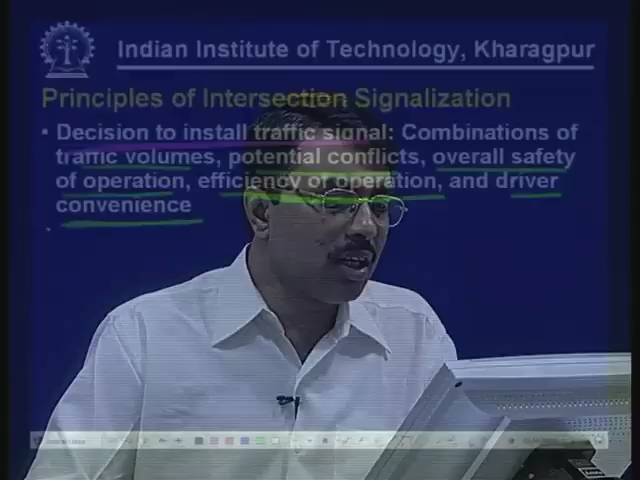 Indian Institute of Technology, Kharagpur
Principles of Intersection Signalization
• Decision to install traffic signal: Combinations of
traffic volumes, potential conflicts, overall safety
of operation, efficiency of operation, and driver
convenience